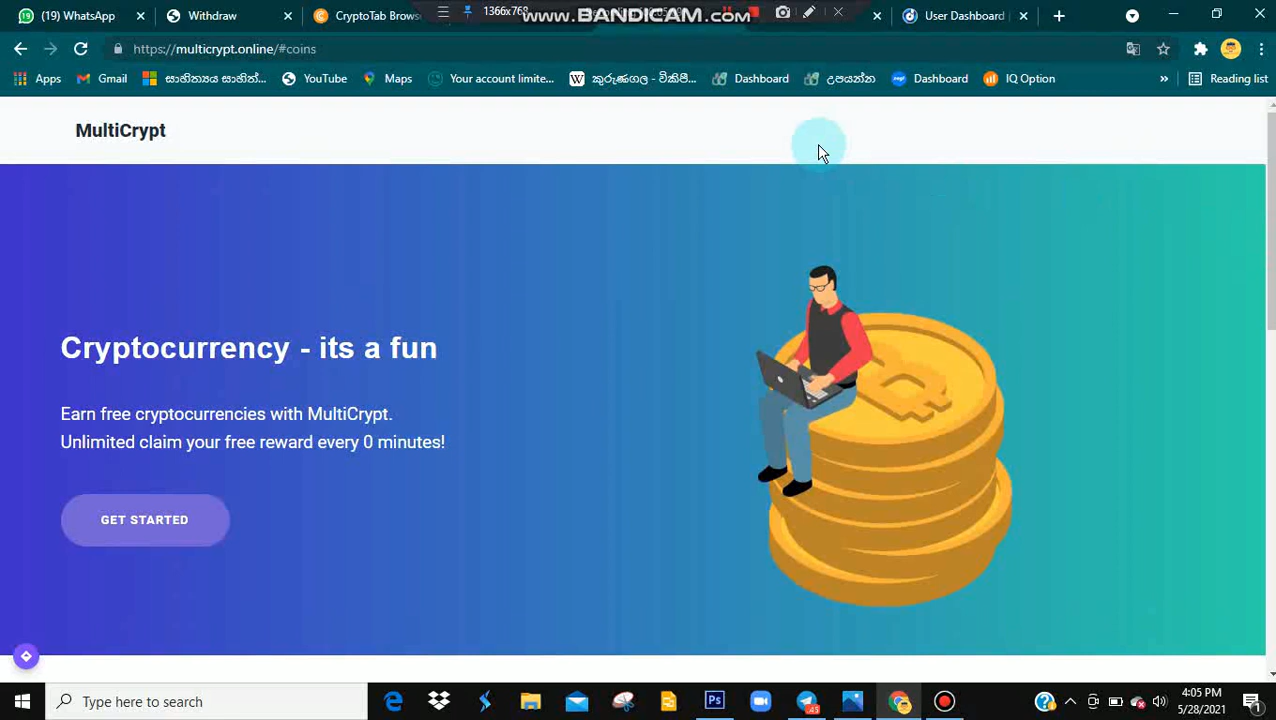 (19) WhatsApp
Withdraw
CryptoTab Brows
1366x768
www.BANDICAM.com
User Dashboard
https://multicrypt.online/#coins
Apps
Gmail
සාහිත්‍යය සාහිත්...
YouTube
Maps
Your account limite...
කුරුණෑගල - විකිපී...
Dashboard
උපයන්න
Dashboard
IQ Option
»
Reading list
MultiCrypt
Cryptocurrency - its a fun
Earn free cryptocurrencies with MultiCrypt.
Unlimited claim your free reward every 0 minutes!
GET STARTED
Type here to search
Ps
45
4:05 PM
5/28/2021
1